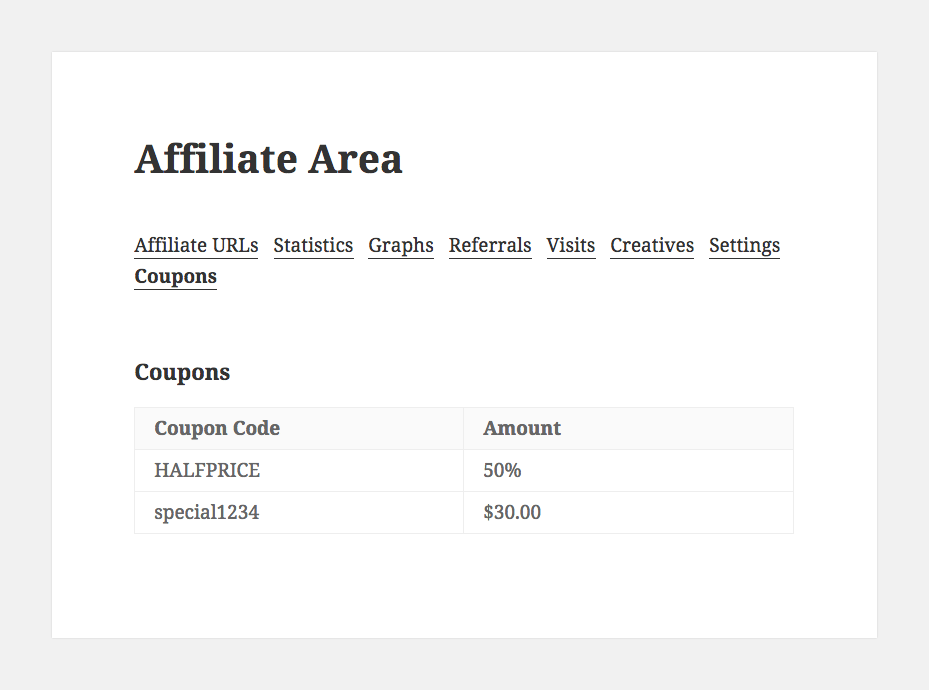 Affiliate Area
Affiliate URLs Statistics Graphs Referrals Visits Creatives Settings
Coupons
Coupons
Coupon Code Amount
HALFPRICE 50%
special1234 $30.00